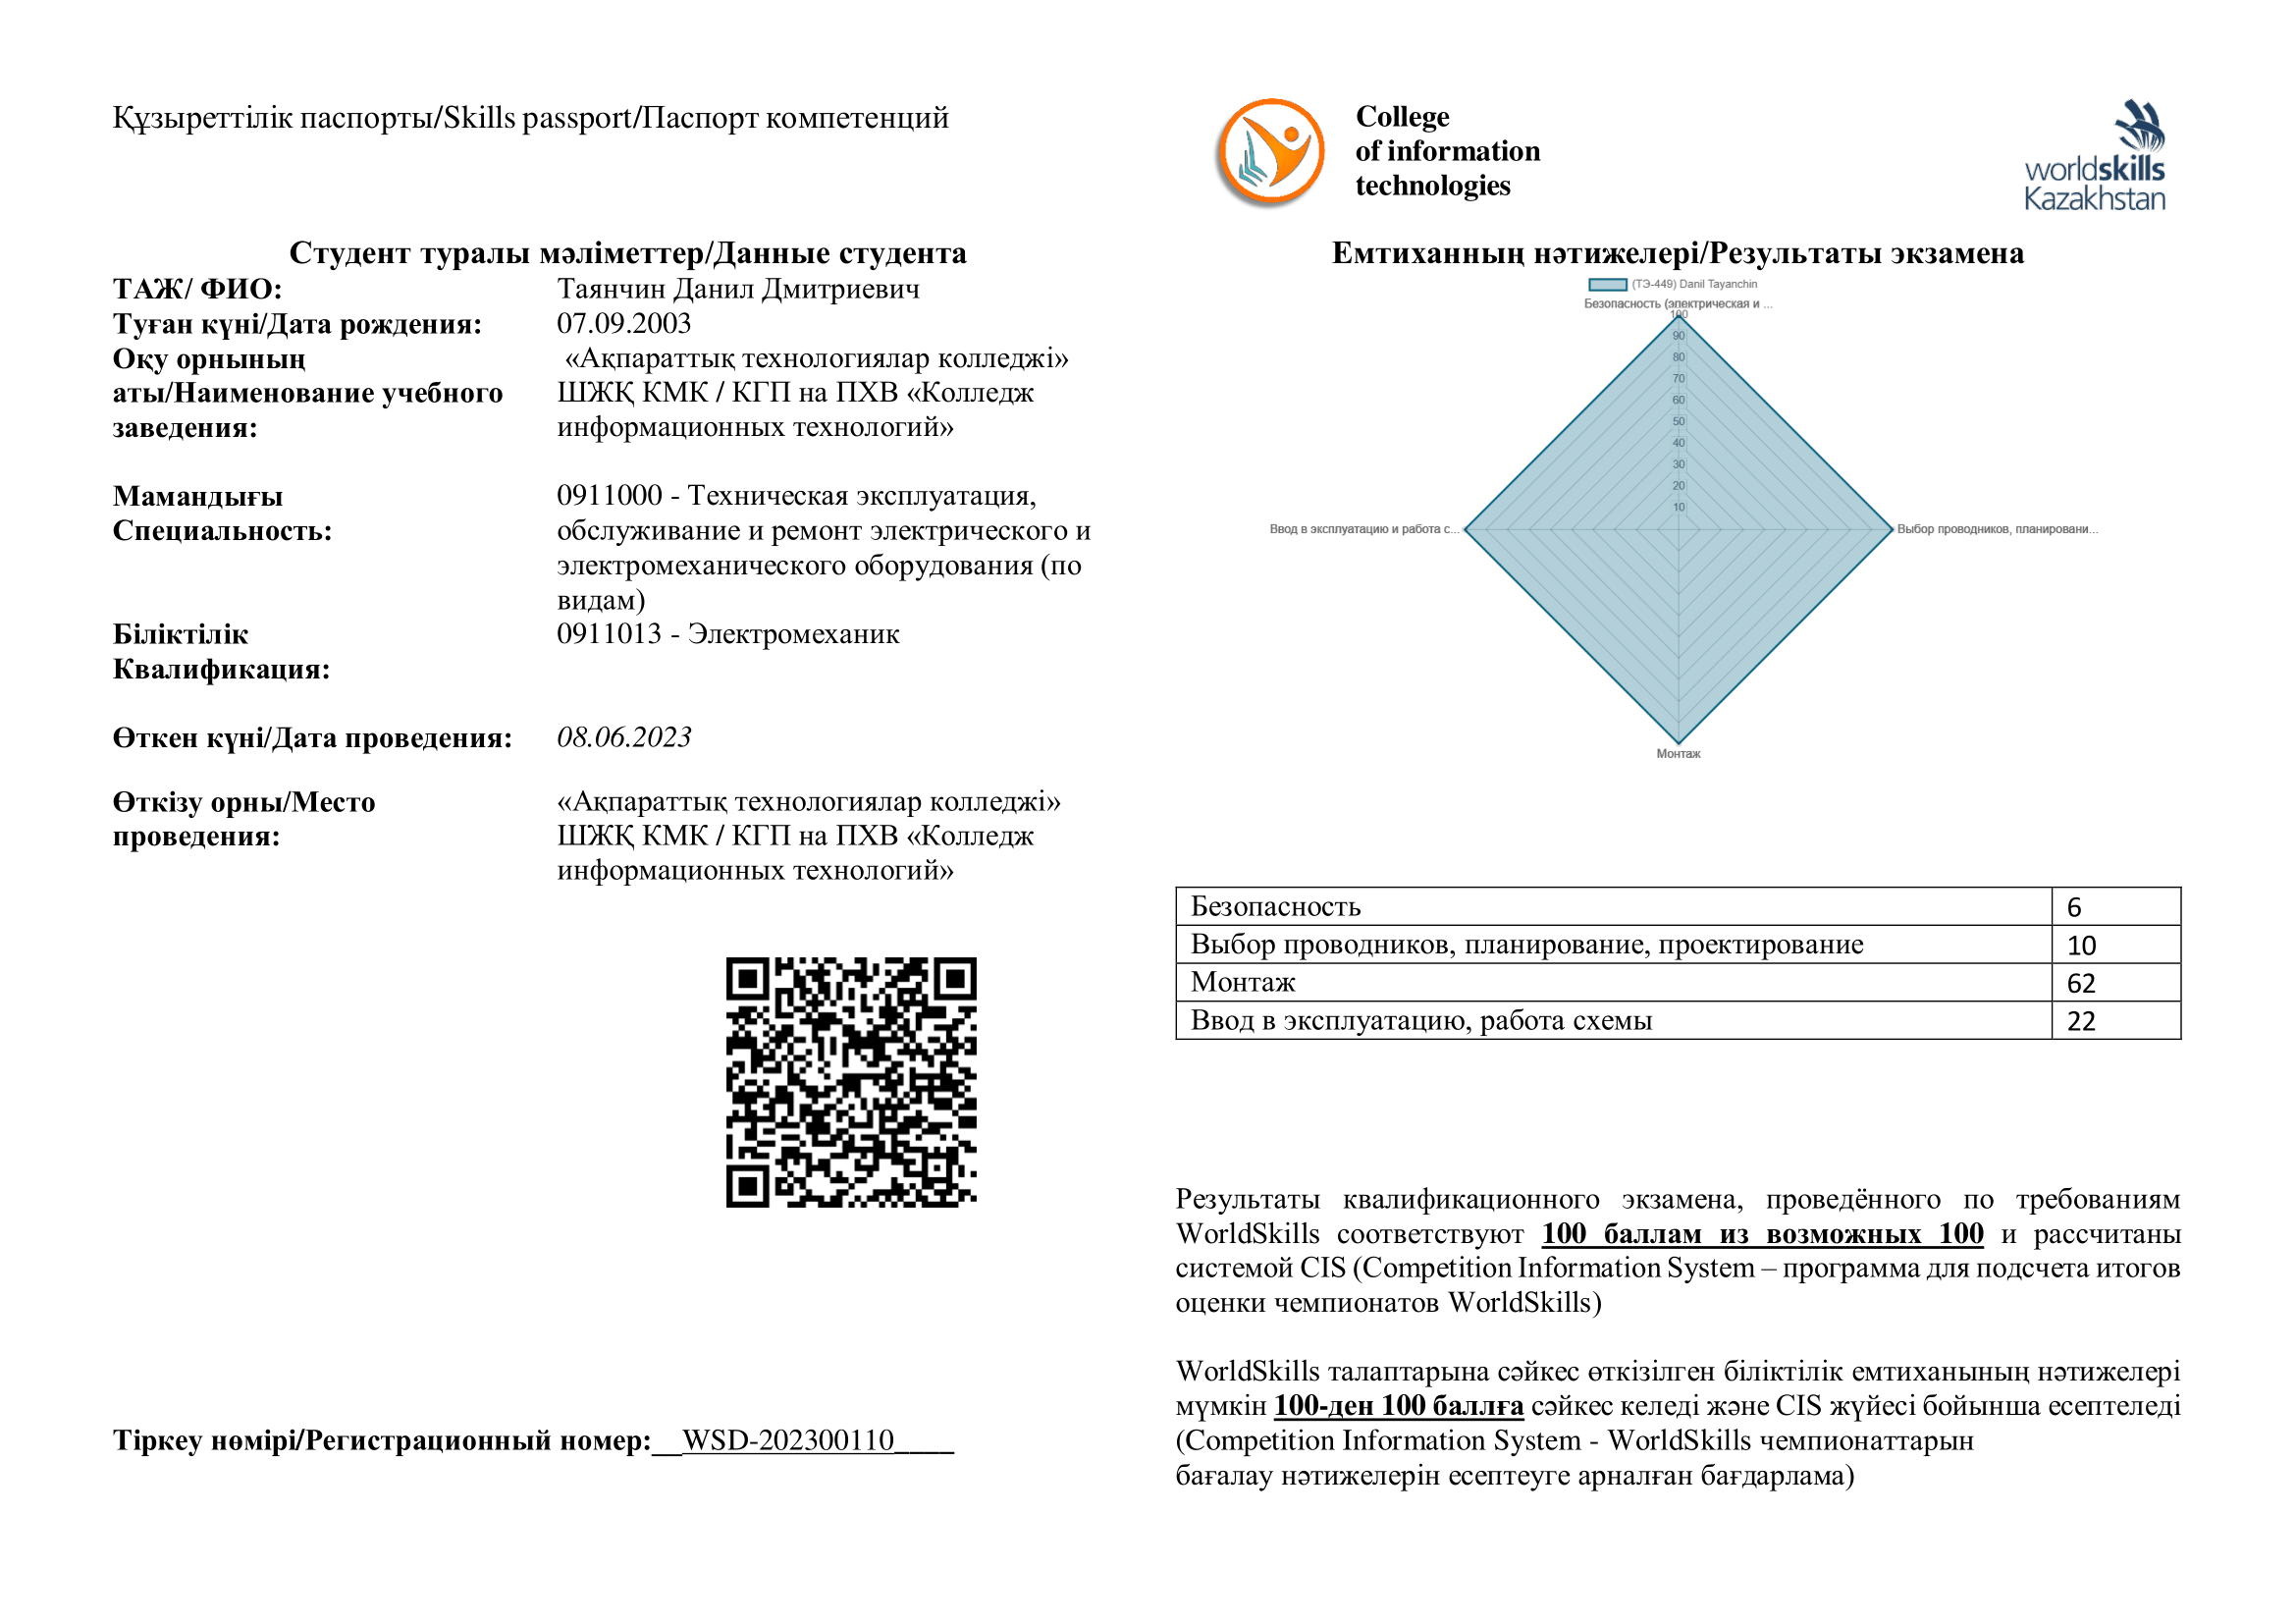 Құзыреттілік паспорты/Skills passport/Паспорт компетенций
Студент туралы мәліметтер/Данные студента
ТАЖ/ ФИО: Таянчин Данил Дмитриевич
Туған күні/Дата рождения: 07.09.2003
Оқу орнының «Ақпараттық технологиялар колледжі»
аты/Наименование учебного ШЖҚ КМК / КГП на ПХВ «Колледж
заведения: информационных технологий»
Мамандығы 0911000 - Техническая эксплуатация,
Специальность: обслуживание и ремонт электрического и
электромеханического оборудования (по
видам)
Біліктілік 0911013 - Электромеханик
Квалификация:
Өткен күні/Дата проведения: 08.06.2023
Өткізу орны/Место «Ақпараттық технологиялар колледжі»
проведения: ШЖҚ КМК / КГП на ПХВ «Колледж
информационных технологий»
Тіркеу нөмірі/Регистрационный номер:__WSD-202300110____
College
of information
technologies
worldskills
Kazakhstan
Емтиханның нәтижелері/Результаты экзамена
(ТЭ-449) Danil Tayanchin
Безопасность (электрическая и ...
100
90
80
70
60
50
40
30
20
10
Ввод в эксплуатацию и работа с...
Выбор проводников, планировани...
Монтаж
Безопасность 6
Выбор проводников, планирование, проектирование 10
Монтаж 62
Ввод в эксплуатацию, работа схемы 22
Результаты квалификационного экзамена, проведённого по требованиям
WorldSkills соответствуют 100 баллам из возможных 100 и рассчитаны
системой CIS (Competition Information System – программа для подсчета итогов
оценки чемпионатов WorldSkills)
WorldSkills талаптарына сәйкес өткізілген біліктілік емтиханының нәтижелері
мүмкін 100-ден 100 баллға сәйкес келеді және CIS жүйесі бойынша есептеледі
(Competition Information System - WorldSkills чемпионаттарын
бағалау нәтижелерін есептеуге арналған бағдарлама)